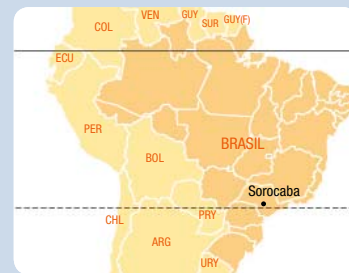 VEN
GUY
GUY(F)
COL
SUR
ECU
PER
BRASIL
BOL
Sorocaba
CHL
PRY
ARG
URY